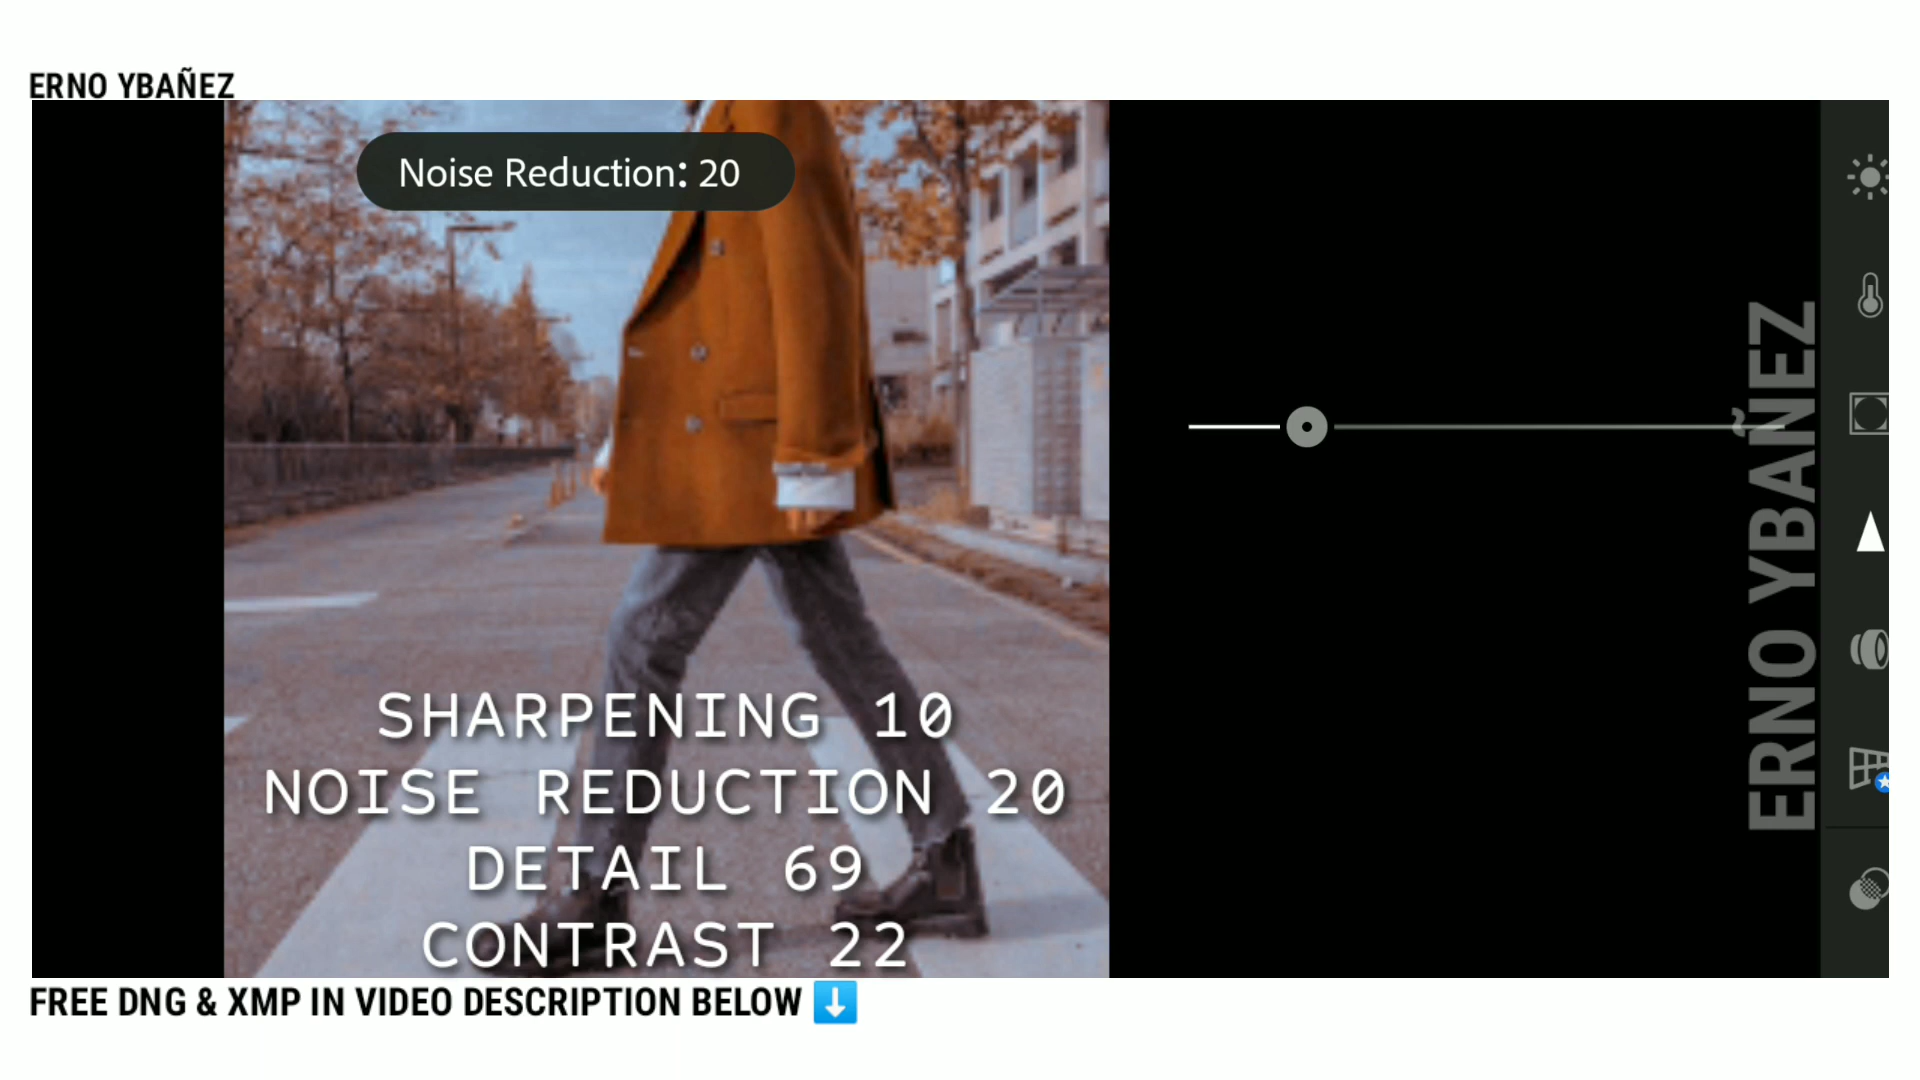 ERNO YBAÑEZ
Noise Reduction: 20
ERNO YBAÑEZ
SHARPENING 10
NOISE REDUCTION 20
DETAIL 69
CONTRAST 22
FREE DNG & XMP IN VIDEO DESCRIPTION BELOW ⬇️